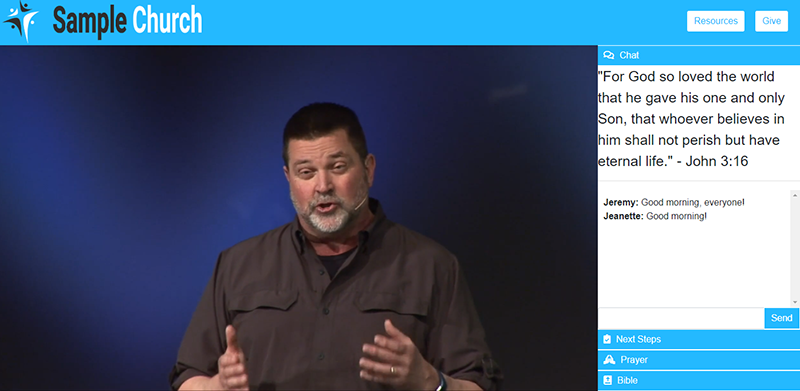 Sample Church
Resources
Give
Chat
"For God so loved the world
that he gave his one and only
Son, that whoever believes in
him shall not perish but have
eternal life." - John 3:16
Jeremy: Good morning, everyone!
Jeanette: Good morning!
Send
Next Steps
Prayer
Bible